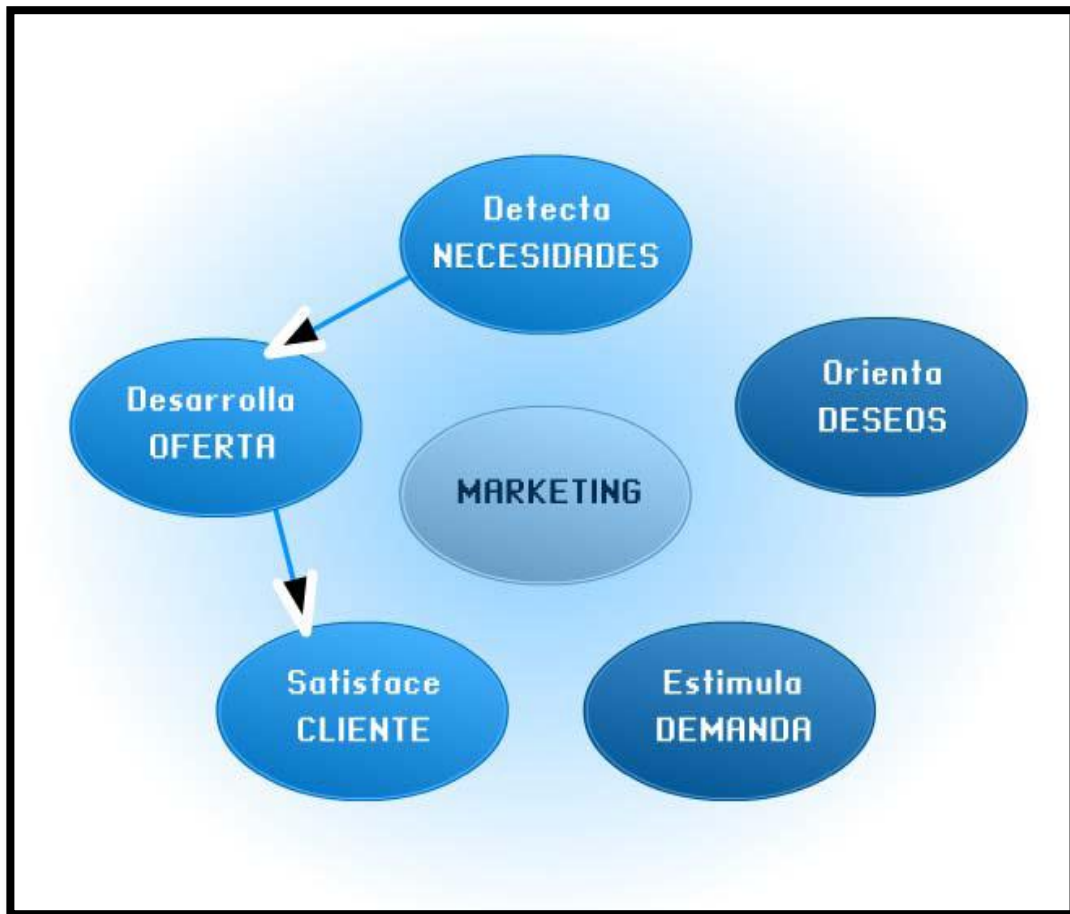 Detecta
NECESIDADES
Orienta
DESEOS
Desarrolla
OFERTA
MARKETING
Satisface
CLIENTE
Estimula
DEMANDA